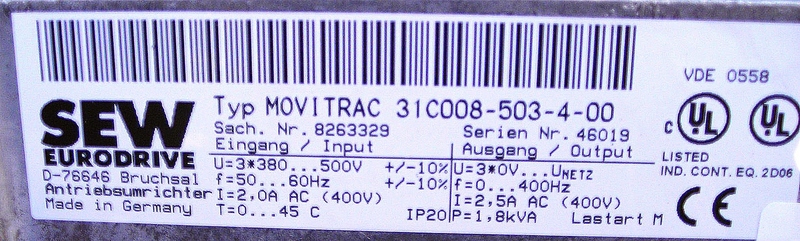 VDE 0558
SEW
EURODRIVE
D-76646 Bruchsal
Antriebsumrichter
Made in Germany
Typ MOVITRAC 31C008-503-4-00
Sach. Nr. 8263329 Serien Nr. 46019
Eingang / Input Ausgang / Output
U=3*380...500V +/-10% U=3*0V...UNETZ
f=50...60Hz +/-10% f=0...400Hz
I=2,0A AC (400V) I=2,5A AC (400V)
T=0...45 C IP20 P=1,8kVA Lastart M
c UL UL
LISTED
IND. CONT. EQ. 2D06
CE